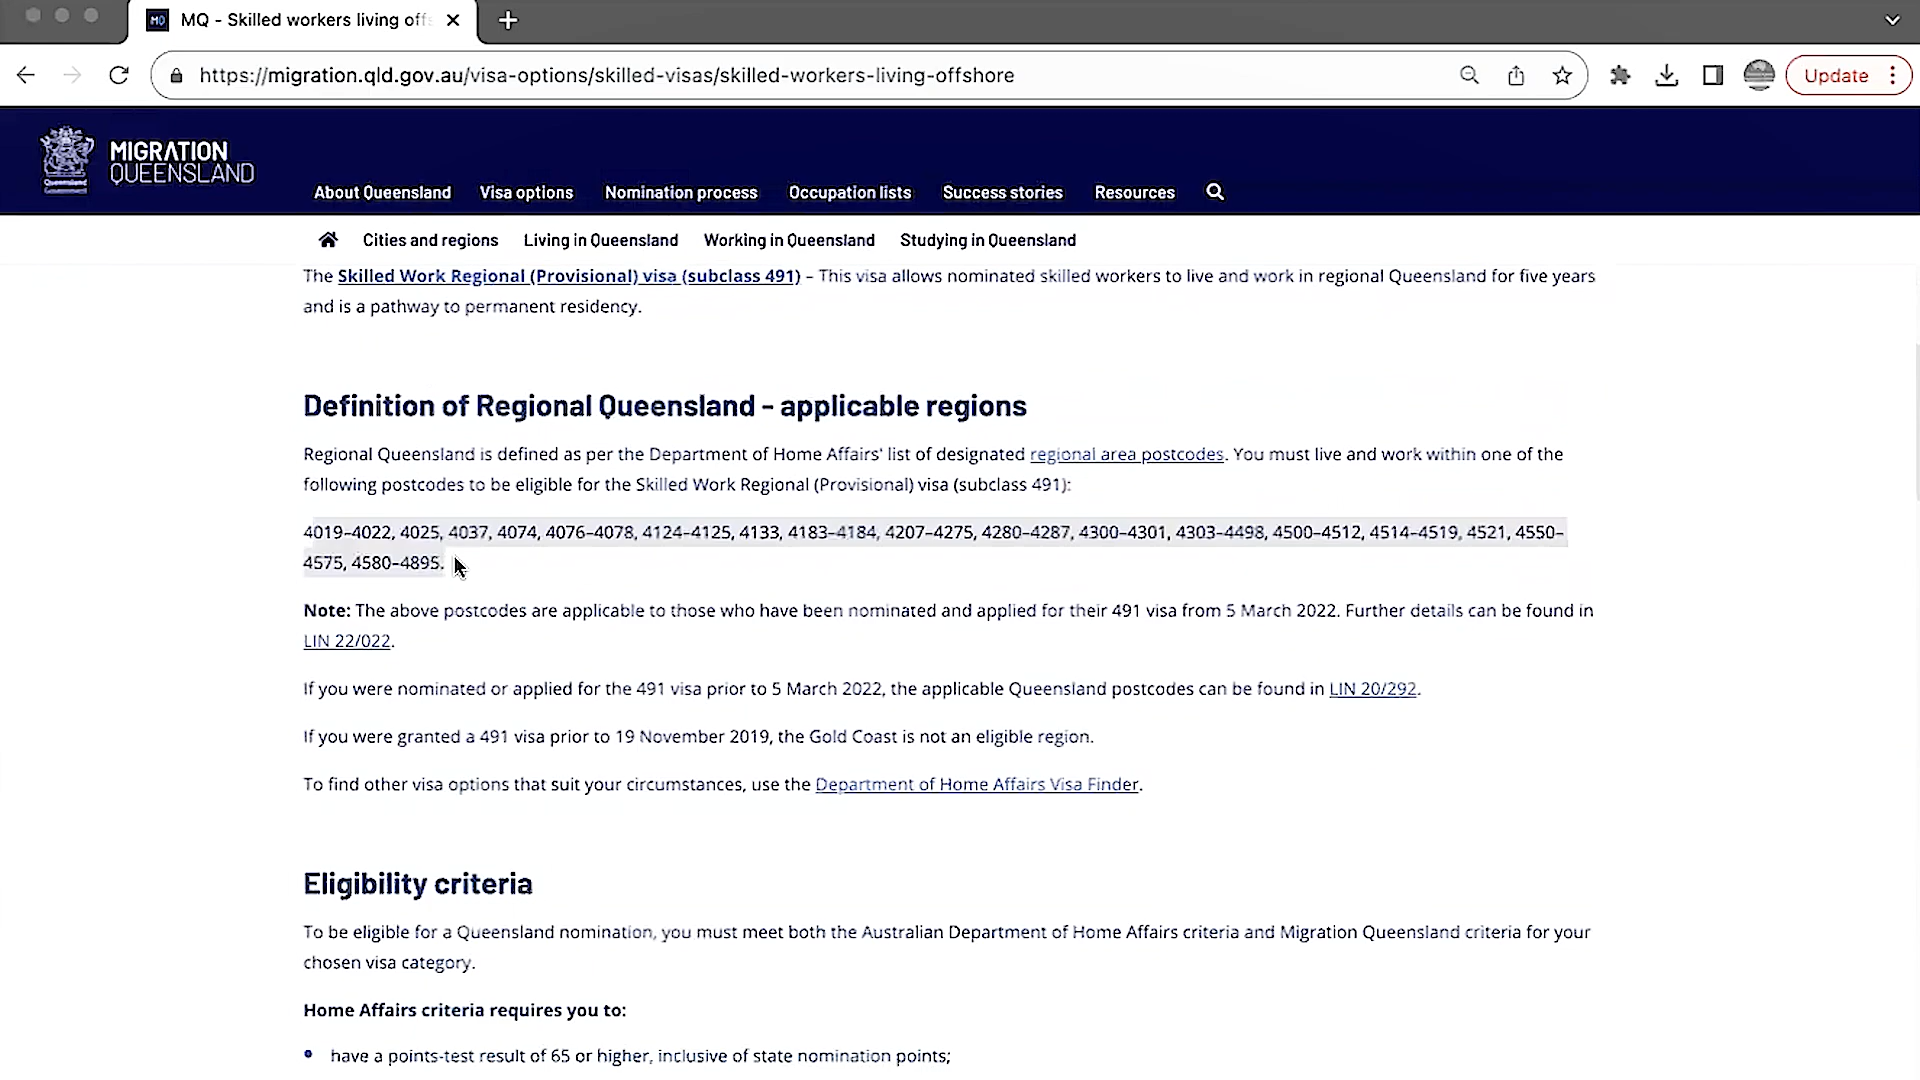 MQ - Skilled workers living off
https://migration.qld.gov.au/visa-options/skilled-visas/skilled-workers-living-offshore
Update
MIGRATION
QUEENSLAND
Queensland
About Queensland Visa options Nomination process Occupation lists Success stories Resources
Cities and regions Living in Queensland Working in Queensland Studying in Queensland
The Skilled Work Regional (Provisional) visa (subclass 491) – This visa allows nominated skilled workers to live and work in regional Queensland for five years
and is a pathway to permanent residency.
Definition of Regional Queensland - applicable regions
Regional Queensland is defined as per the Department of Home Affairs' list of designated regional area postcodes. You must live and work within one of the
following postcodes to be eligible for the Skilled Work Regional (Provisional) visa (subclass 491):
4019–4022, 4025, 4037, 4074, 4076–4078, 4124–4125, 4133, 4183–4184, 4207–4275, 4280–4287, 4300–4301, 4303–4498, 4500–4512, 4514–4519, 4521, 4550–
4575, 4580–4895.
Note: The above postcodes are applicable to those who have been nominated and applied for their 491 visa from 5 March 2022. Further details can be found in
LIN 22/022.
If you were nominated or applied for the 491 visa prior to 5 March 2022, the applicable Queensland postcodes can be found in LIN 20/292.
If you were granted a 491 visa prior to 19 November 2019, the Gold Coast is not an eligible region.
To find other visa options that suit your circumstances, use the Department of Home Affairs Visa Finder.
Eligibility criteria
To be eligible for a Queensland nomination, you must meet both the Australian Department of Home Affairs criteria and Migration Queensland criteria for your
chosen visa category.
Home Affairs criteria requires you to:
have a points-test result of 65 or higher, inclusive of state nomination points;